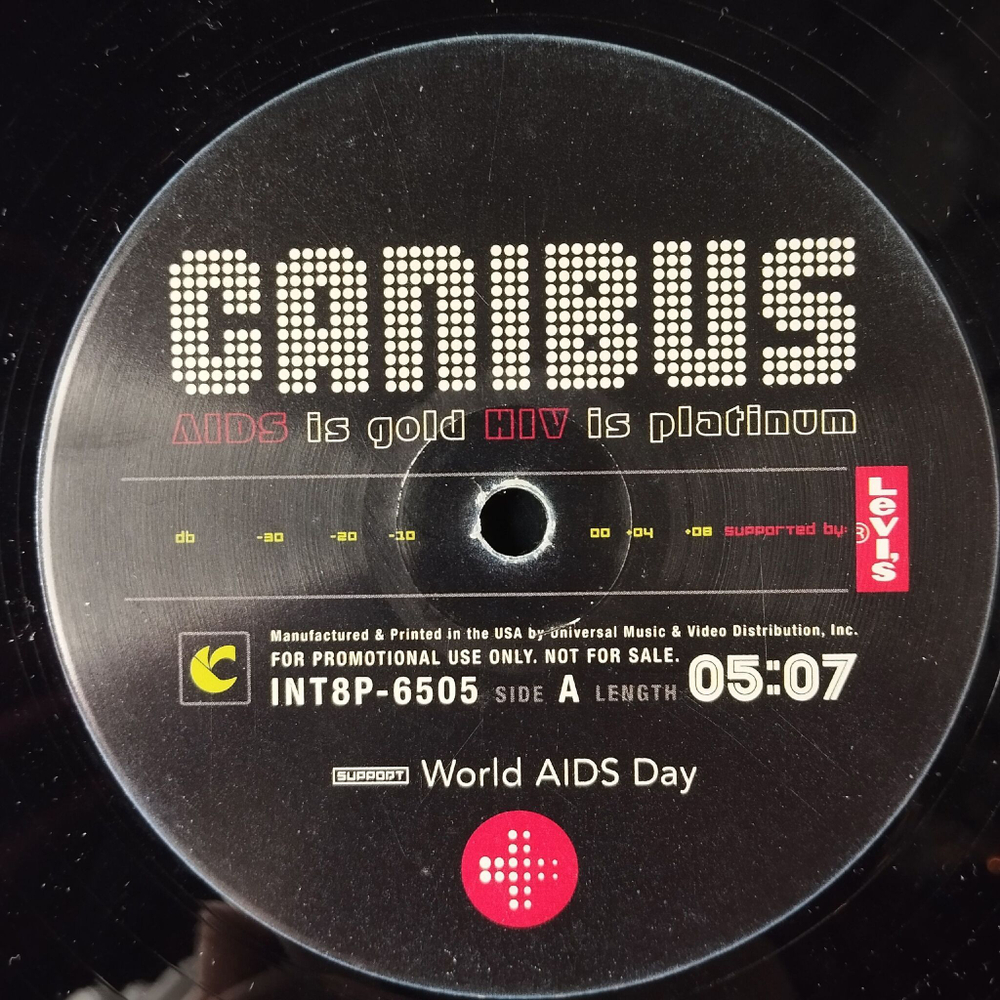 CANIBUS
AIDS is gold HIV is platinum
db -30 -20 -10 00 +04 +08 supported by: Levi's ®
Manufactured & Printed in the USA by Universal Music & Video Distribution, Inc.
FOR PROMOTIONAL USE ONLY. NOT FOR SALE.
INT8P-6505 SIDE A LENGTH 05:07
SUPPORT World AIDS Day